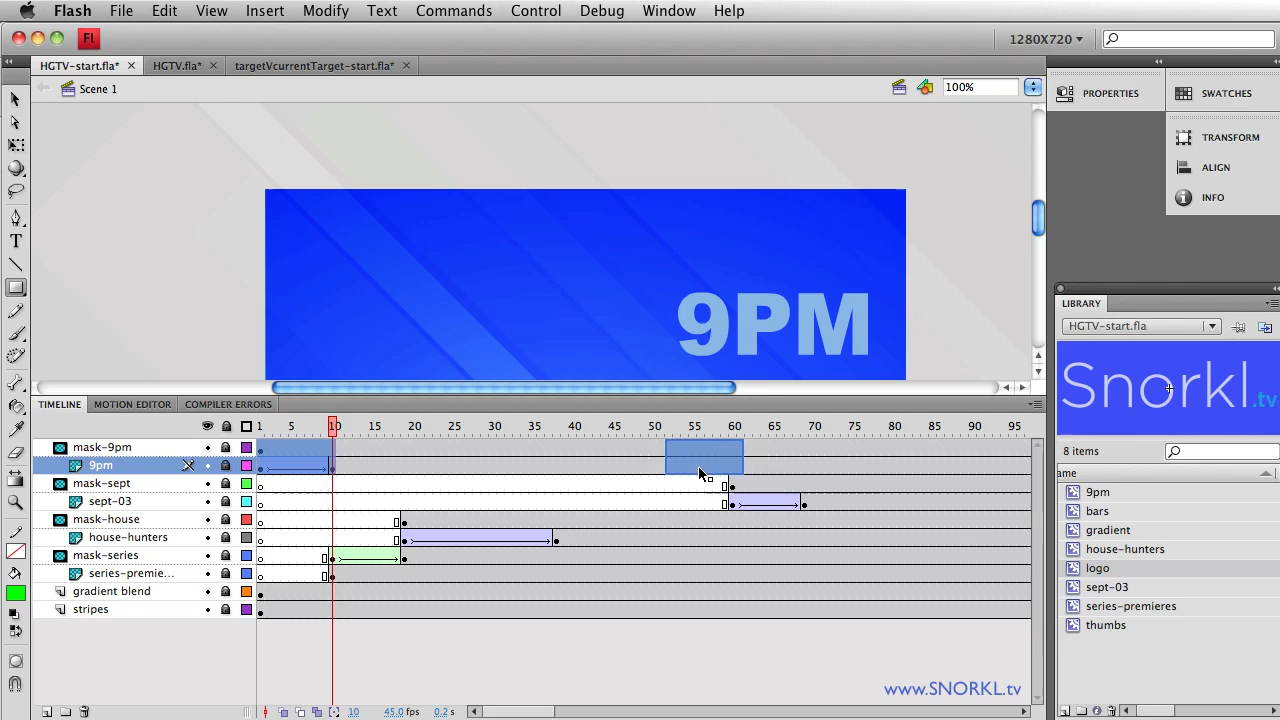 Flash File Edit View Insert Modify Text Commands Control Debug Window Help
Fl 1280X720
HGTV-start.fla* HGTV.fla* targetVcurrentTarget-start.fla*
Scene 1 100%
PROPERTIES SWATCHES
TRANSFORM
ALIGN
INFO
9PM
LIBRARY
HGTV-start.fla
Snorkl.tv
8 items
ame
9pm
bars
gradient
house-hunters
logo
sept-03
series-premieres
thumbs
TIMELINE MOTION EDITOR COMPILER ERRORS
1 5 10 15 20 25 30 35 40 45 50 55 60 65 70 75 80 85 90 95
mask-9pm
9pm
mask-sept
sept-03
mask-house
house-hunters
mask-series
series-premie...
gradient blend
stripes
www.SNORKL.tv
10 45.0 fps 0.2 s